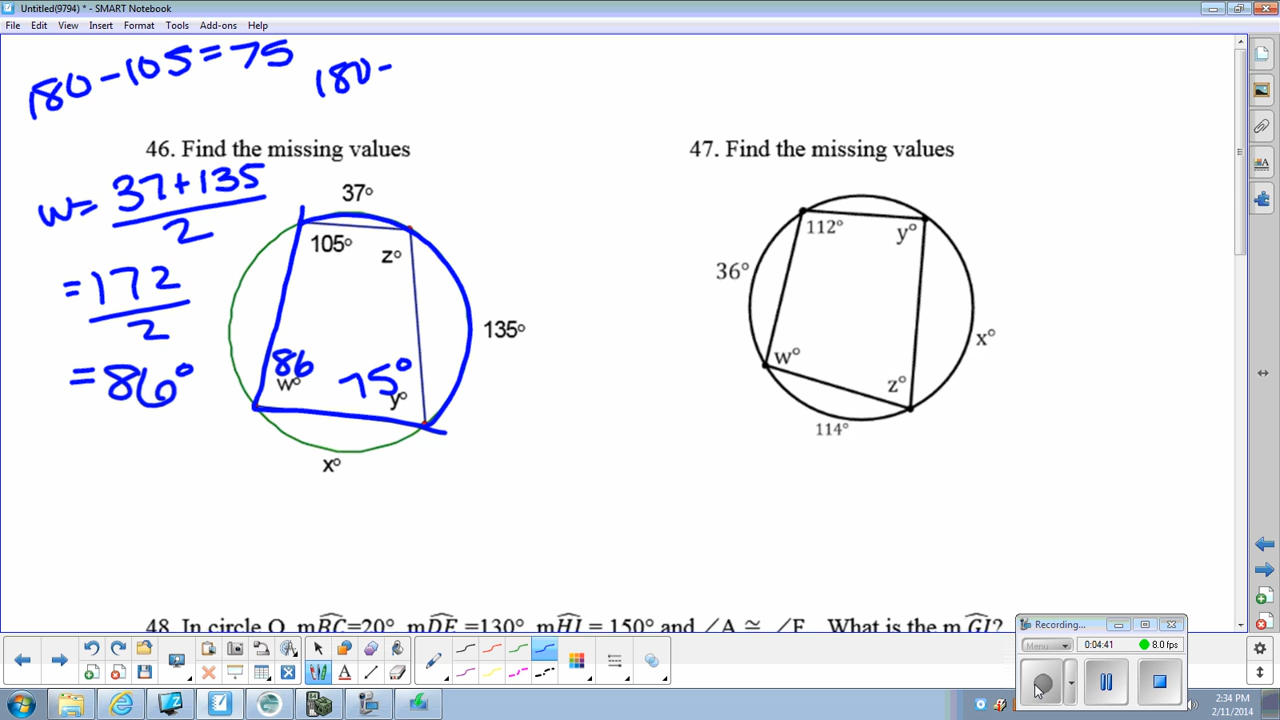 Untitled(9794) * - SMART Notebook
File Edit View Insert Format Tools Add-ons Help
180-105=75 180-
46. Find the missing values
47. Find the missing values
w= 37+135
2
= 172
2
= 86°
37°
105°
z°
135°
86
w°
75°
y°
x°
112°
y°
36°
x°
w°
z°
114°
48. In circle O, mBC=20°, mDE=130°, mHI = 150° and ∠A ≅ ∠F. What is the m GI?
Recording...
Menu
0:04:41
8.0 fps
2:34 PM
2/11/2014